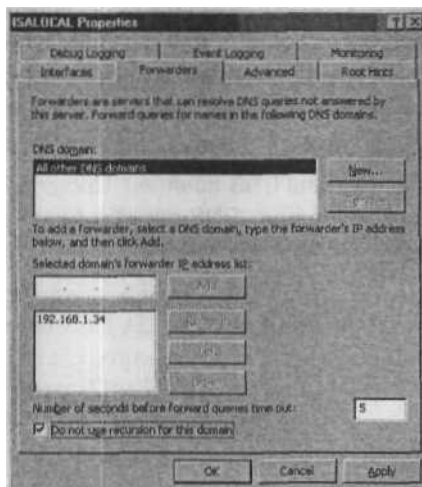 ISALOCAL Properties
Debug Logging Event Logging Monitoring
Interfaces Forwarders Advanced Root Hints
Forwarders are servers that can resolve DNS queries not answered by
this server. Forward queries for names in the following DNS domains.
DNS domain:
All other DNS domains
New...
To add a forwarder, select a DNS domain, type the forwarder's IP address
below, and then click Add.
Selected domain's forwarder IP address list:
Add
192.168.1.34
Number of seconds before forward queries time out: 5
Do not use recursion for this domain
OK Cancel Apply